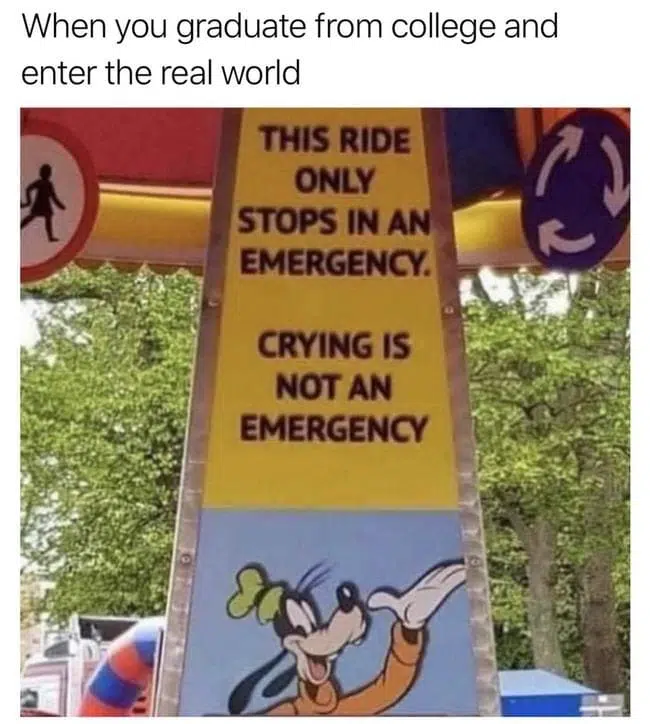 When you graduate from college and
enter the real world
THIS RIDE
ONLY
STOPS IN AN
EMERGENCY.
CRYING IS
NOT AN
EMERGENCY